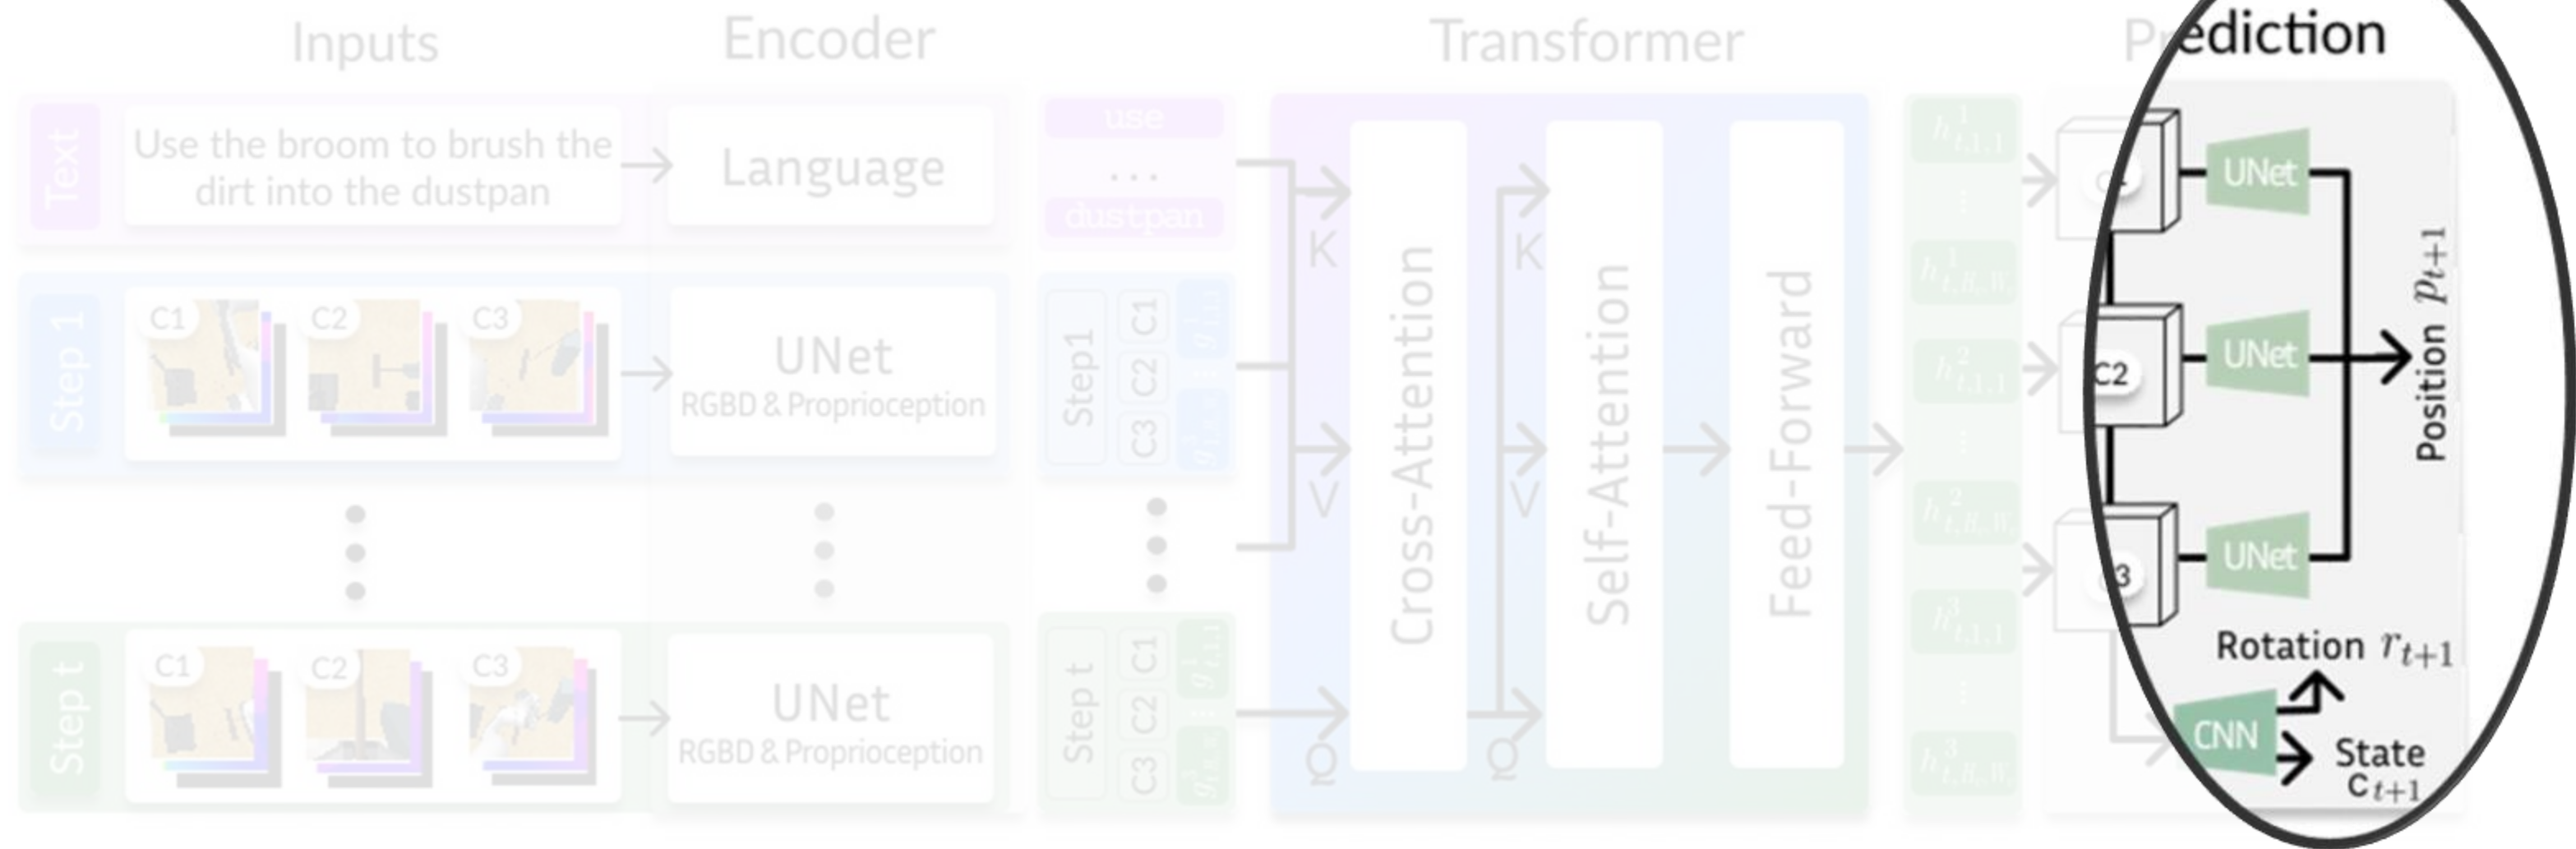 Inputs
Encoder
Transformer
Prediction
Text
Use the broom to brush the
dirt into the dustpan
Language
use
...
dustpan
Step 1
C1
C2
C3
UNet
RGBD & Proprioception
Step1
C1
C2
C3
Step t
C1
C2
C3
UNet
RGBD & Proprioception
Step t
C1
C2
C3
K
V
Q
Cross-Attention
K
V
Q
Self-Attention
Feed-Forward
C2
UNet
UNet
UNet
Position p_{t+1}
Rotation r_{t+1}
CNN
State
c_{t+1}